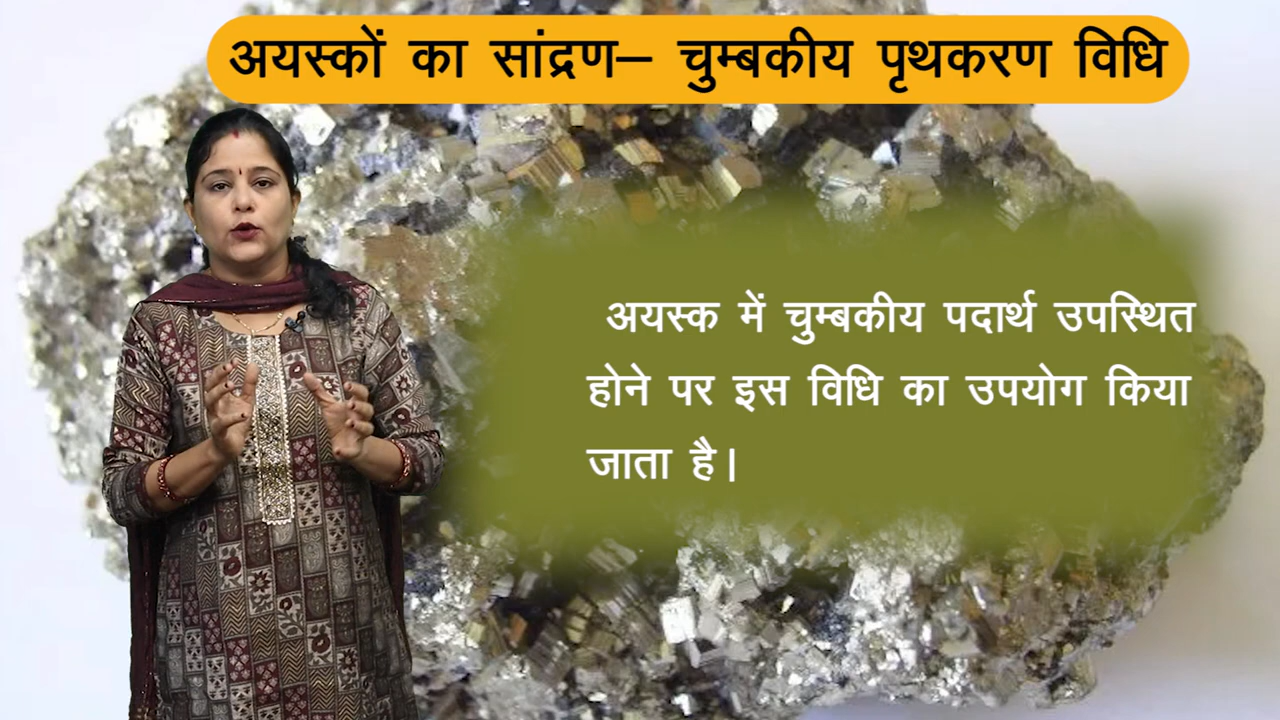 अयस्कों का सांद्रण– चुम्बकीय पृथकरण विधि
अयस्क में चुम्बकीय पदार्थ उपस्थित
होने पर इस विधि का उपयोग किया
जाता है।